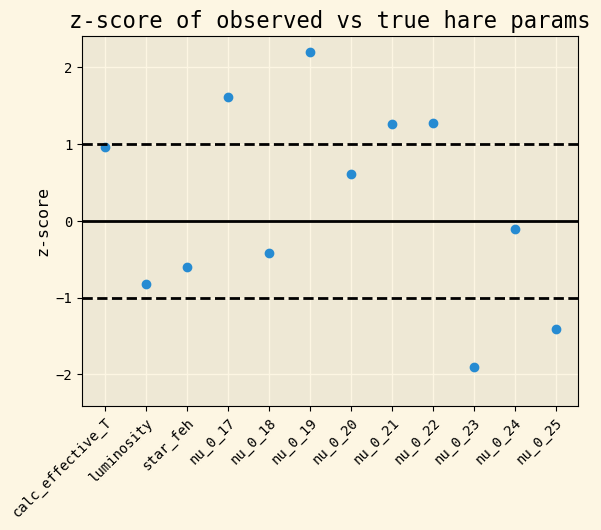 z-score of observed vs true hare params
z-score
2
1
0
−1
−2
calc_effective_T
luminosity
star_feh
nu_0_17
nu_0_18
nu_0_19
nu_0_20
nu_0_21
nu_0_22
nu_0_23
nu_0_24
nu_0_25